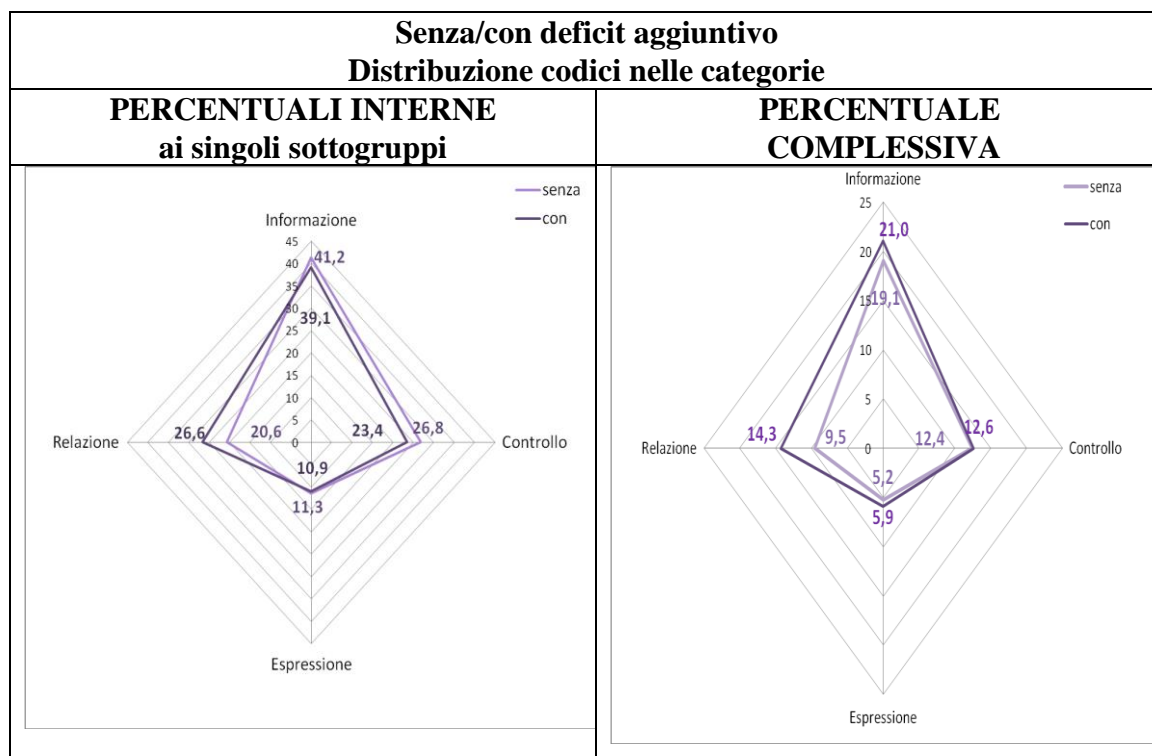 Senza/con deficit aggiuntivo
Distribuzione codici nelle categorie
PERCENTUALI INTERNE
ai singoli sottogruppi
PERCENTUALE
COMPLESSIVA
senza
con
Informazione
45
41,2
40
35
39,1
30
25
20
15
10
5
0
Relazione
26,6
20,6
23,4
26,8
Controllo
10,9
11,3
Espressione
Informazione
senza
con
25
21,0
20
19,1
15
10
5
0
Relazione
14,3
9,5
12,4
12,6
Controllo
5,2
5,9
Espressione